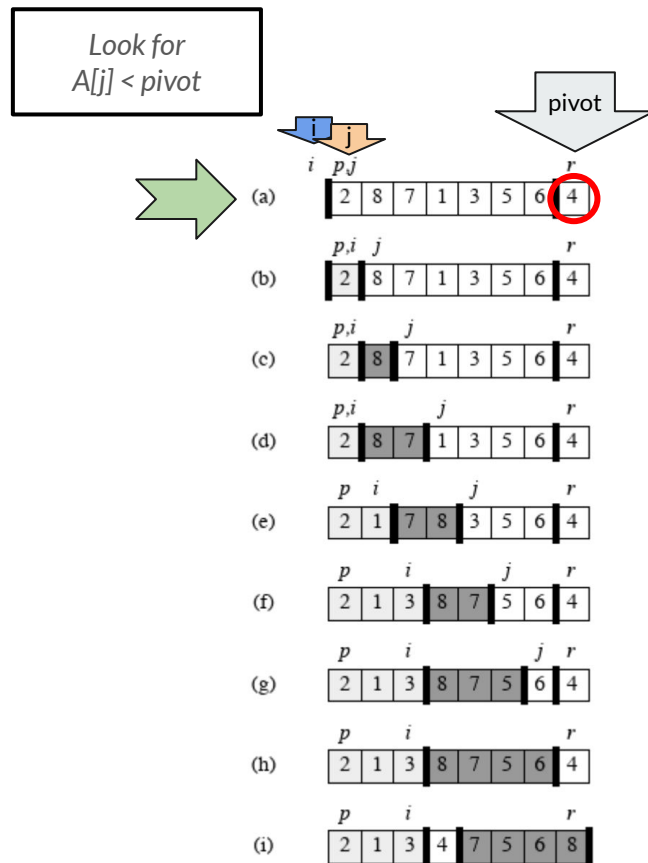 Look for
A[j] < pivot
pivot
i j
i p,j r
(a) 2 8 7 1 3 5 6 4
p,i j r
(b) 2 8 7 1 3 5 6 4
p,i j r
(c) 2 8 7 1 3 5 6 4
p,i j r
(d) 2 8 7 1 3 5 6 4
p i j r
(e) 2 1 7 8 3 5 6 4
p i j r
(f) 2 1 3 8 7 5 6 4
p i j r
(g) 2 1 3 8 7 5 6 4
p i r
(h) 2 1 3 8 7 5 6 4
p i r
(i) 2 1 3 4 7 5 6 8